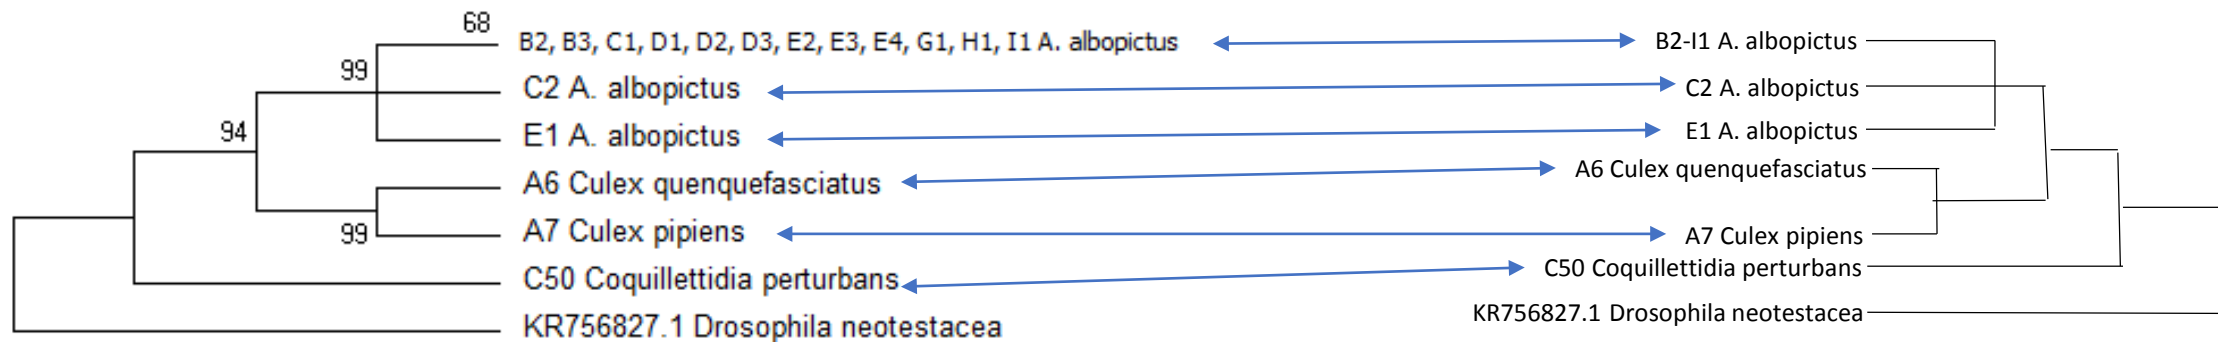 68
B2, B3, C1, D1, D2, D3, E2, E3, E4, G1, H1, I1 A. albopictus
B2-I1 A. albopictus
99
C2 A. albopictus
C2 A. albopictus
94
E1 A. albopictus
E1 A. albopictus
A6 Culex quenquefasciatus
A6 Culex quenquefasciatus
99
A7 Culex pipiens
A7 Culex pipiens
C50 Coquillettidia perturbans
C50 Coquillettidia perturbans
KR756827.1 Drosophila neotestacea
KR756827.1 Drosophila neotestacea